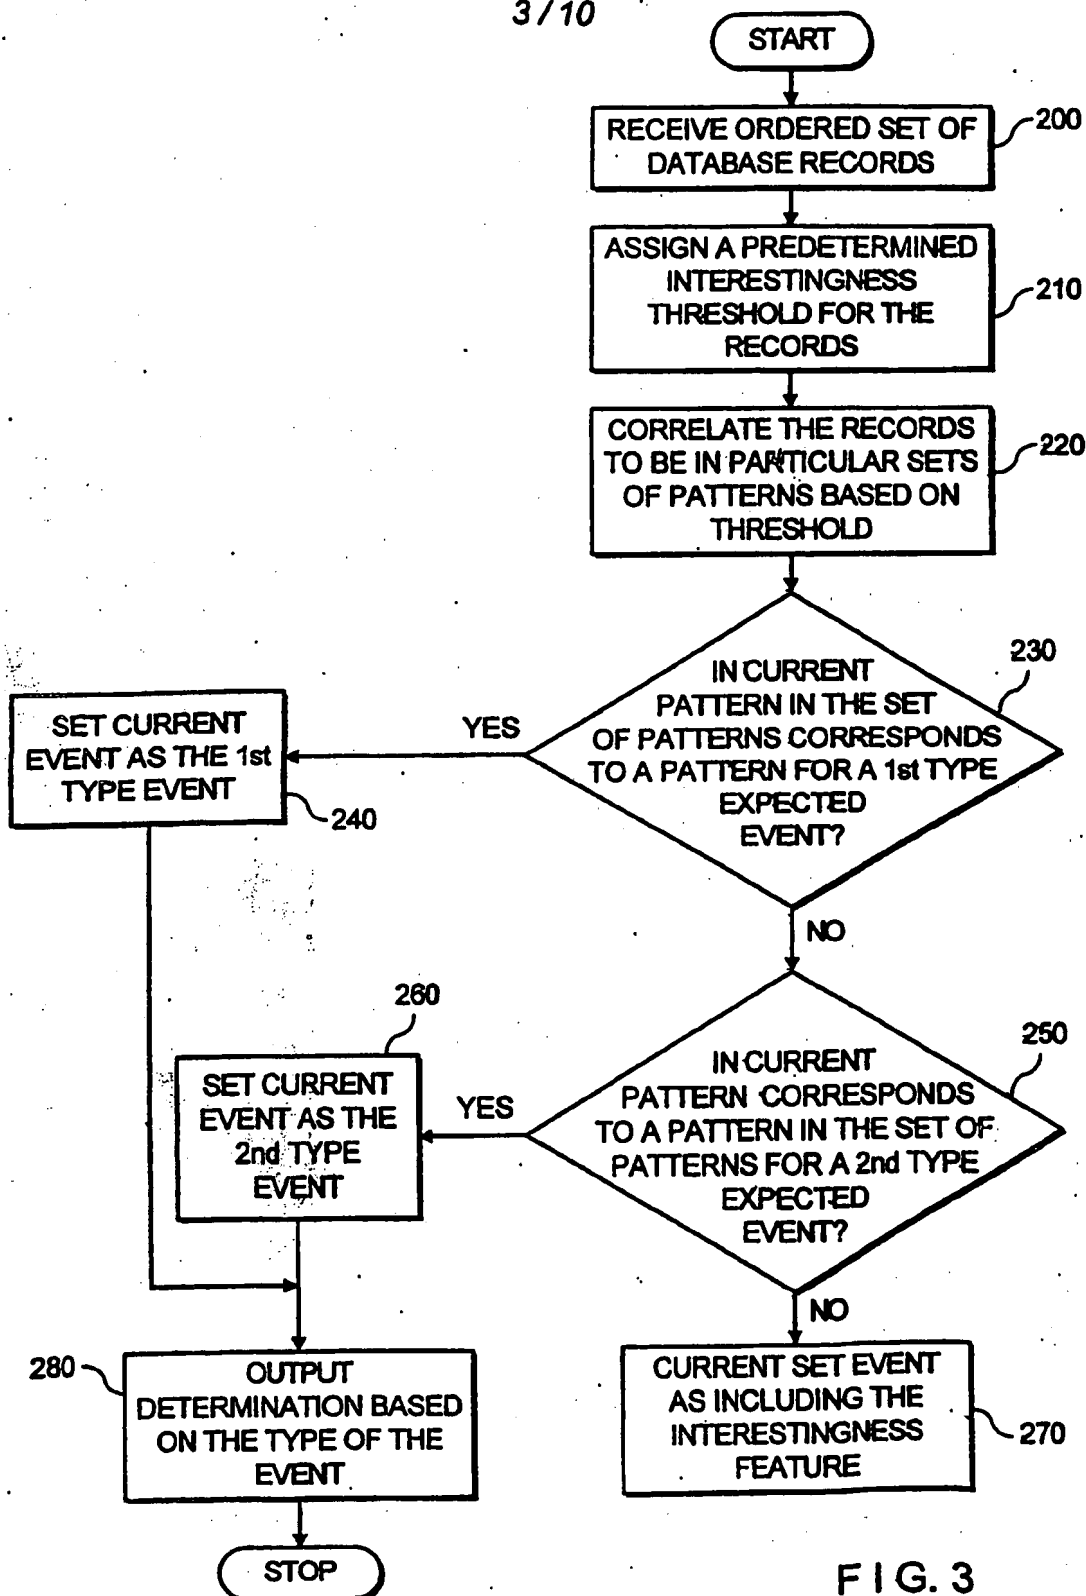 3/10
START
RECEIVE ORDERED SET OF
DATABASE RECORDS
200
ASSIGN A PREDETERMINED
INTERESTINGNESS
THRESHOLD FOR THE
RECORDS
210
CORRELATE THE RECORDS
TO BE IN PARTICULAR SETS
OF PATTERNS BASED ON
THRESHOLD
220
IN CURRENT
PATTERN IN THE SET
OF PATTERNS CORRESPONDS
TO A PATTERN FOR A 1st TYPE
EXPECTED
EVENT?
230
YES
SET CURRENT
EVENT AS THE 1st
TYPE EVENT
240
NO
IN CURRENT
PATTERN CORRESPONDS
TO A PATTERN IN THE SET OF
PATTERNS FOR A 2nd TYPE
EXPECTED
EVENT?
250
YES
260
SET CURRENT
EVENT AS THE
2nd TYPE
EVENT
NO
CURRENT SET EVENT
AS INCLUDING THE
INTERESTINGNESS
FEATURE
270
280
OUTPUT
DETERMINATION BASED
ON THE TYPE OF THE
EVENT
STOP
FIG. 3